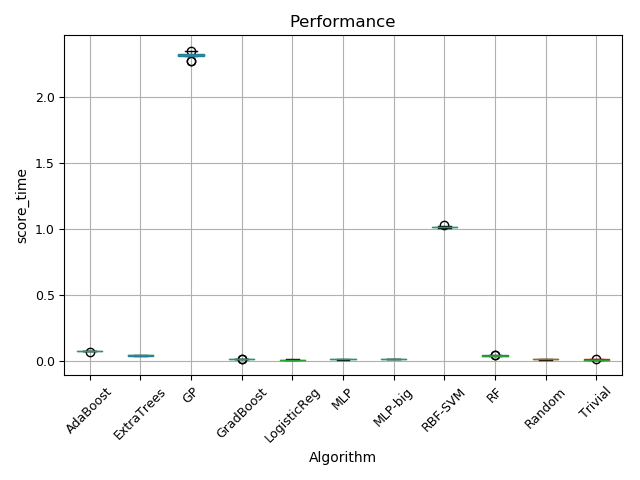 Performance
score_time
2.0
1.5
1.0
0.5
0.0
AdaBoost
ExtraTrees
GP
GradBoost
LogisticReg
MLP
MLP-big
RBF-SVM
RF
Random
Trivial
Algorithm